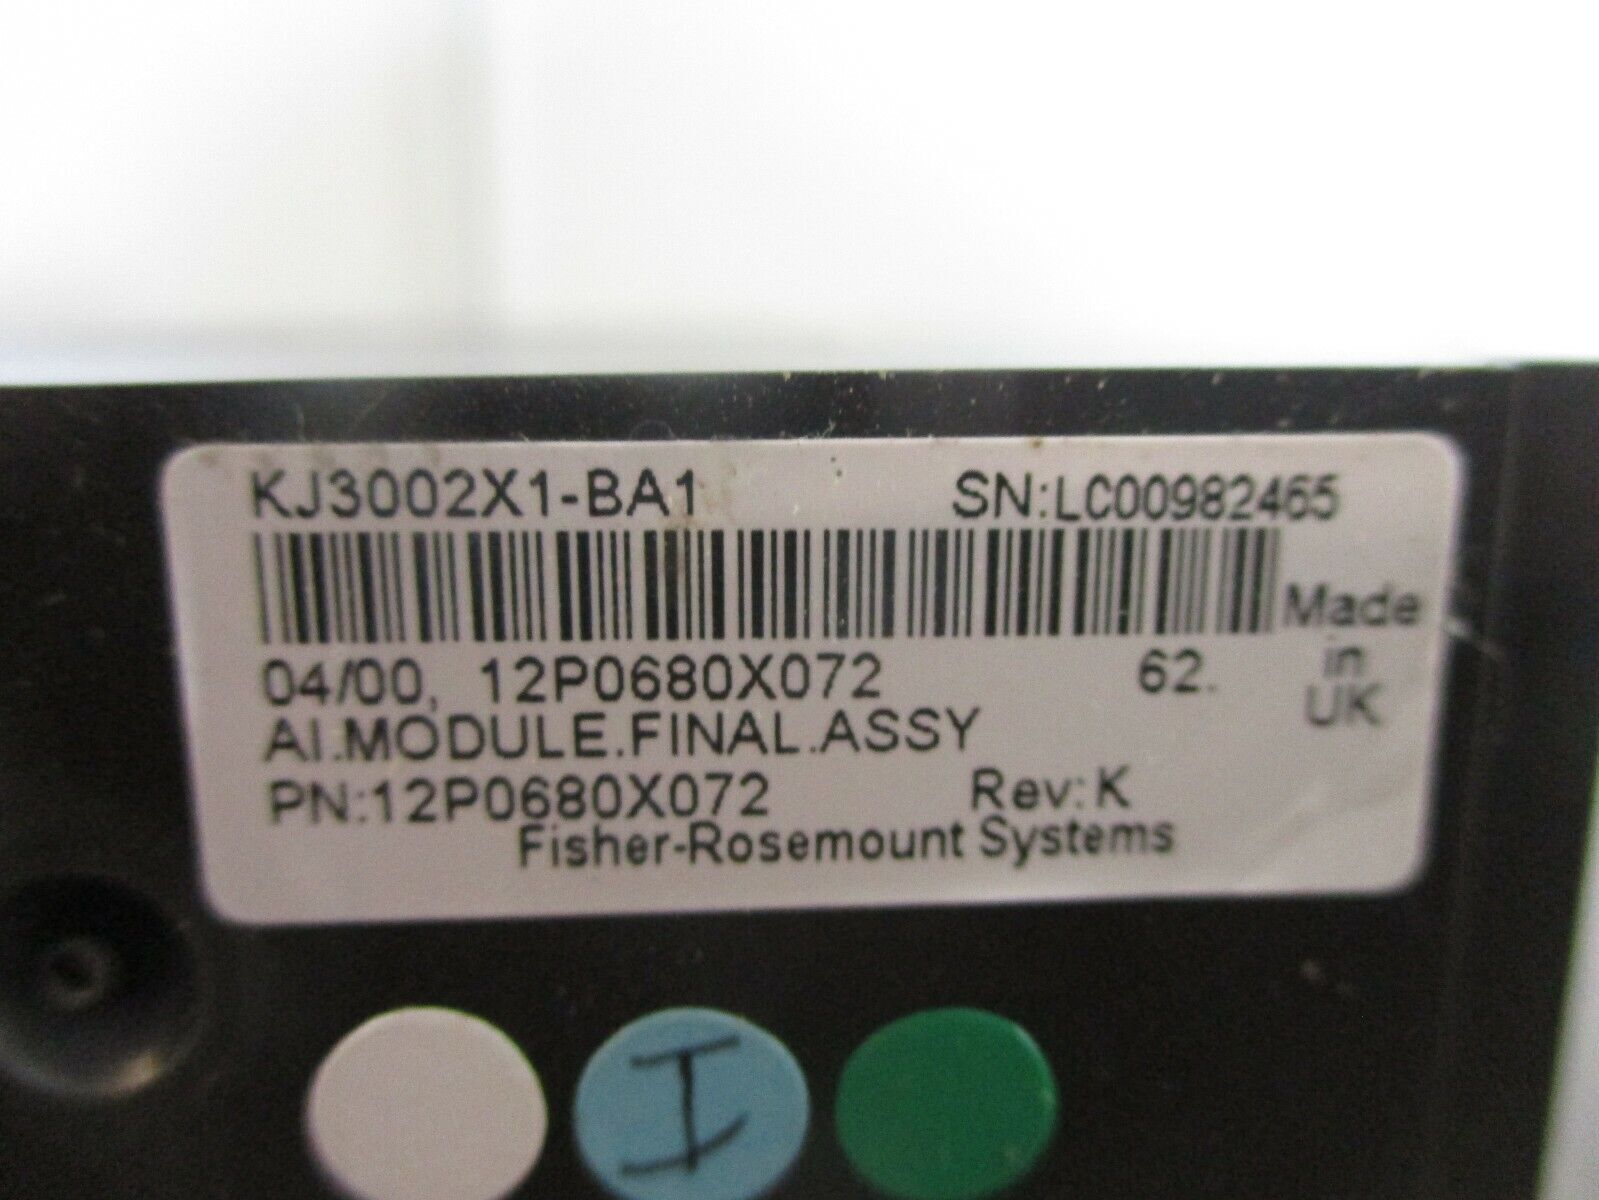 KJ3002X1-BA1 SN:LC00982465
Made
in
UK
04/00, 12P0680X072 62.
AI.MODULE.FINAL.ASSY
PN:12P0680X072 Rev:K
Fisher-Rosemount Systems
I